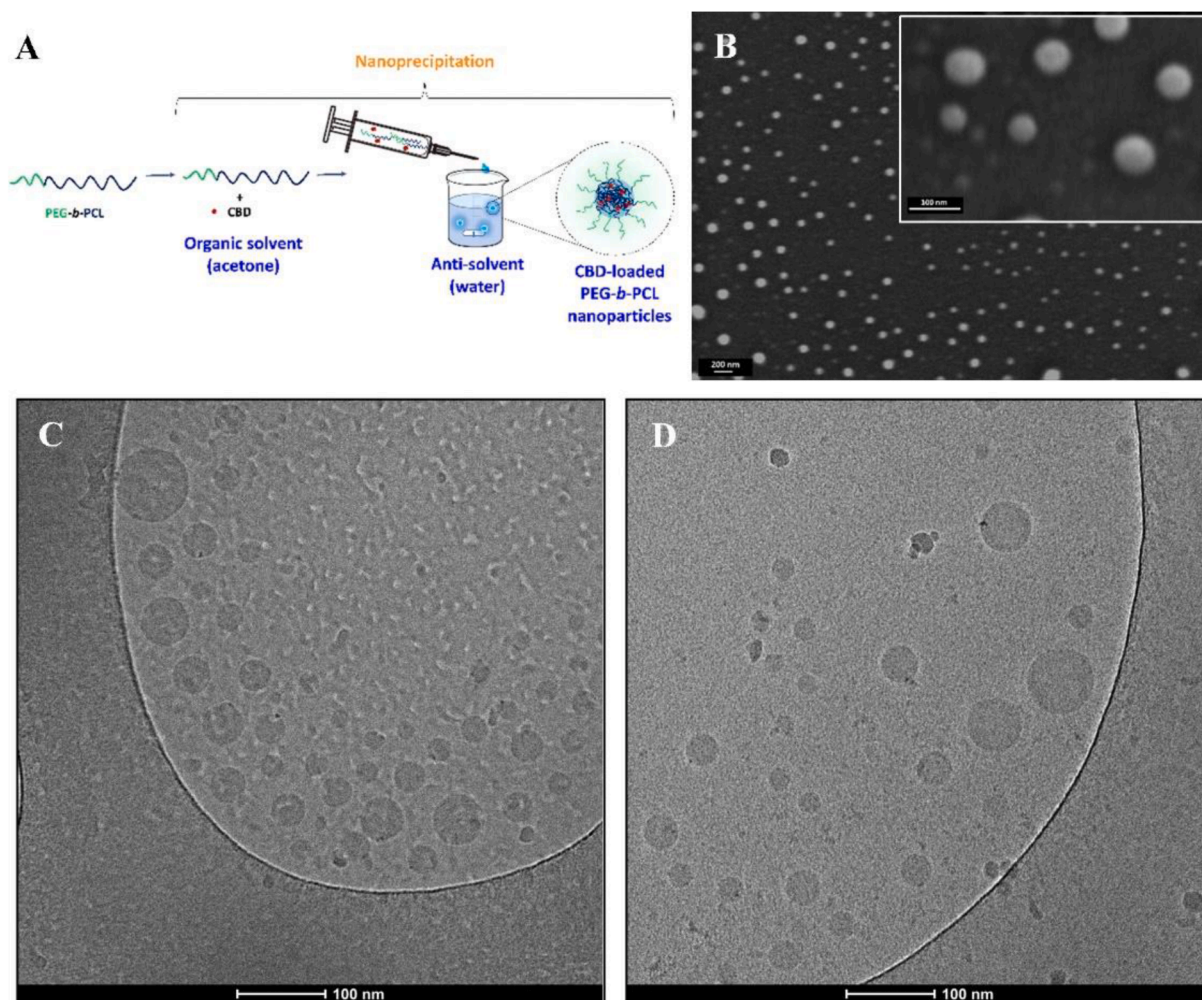 A
Nanoprecipitation
PEG-b-PCL
+
CBD
Organic solvent
(acetone)
Anti-solvent
(water)
CBD-loaded
PEG-b-PCL
nanoparticles
B
200 nm
C
100 nm
D
100 nm